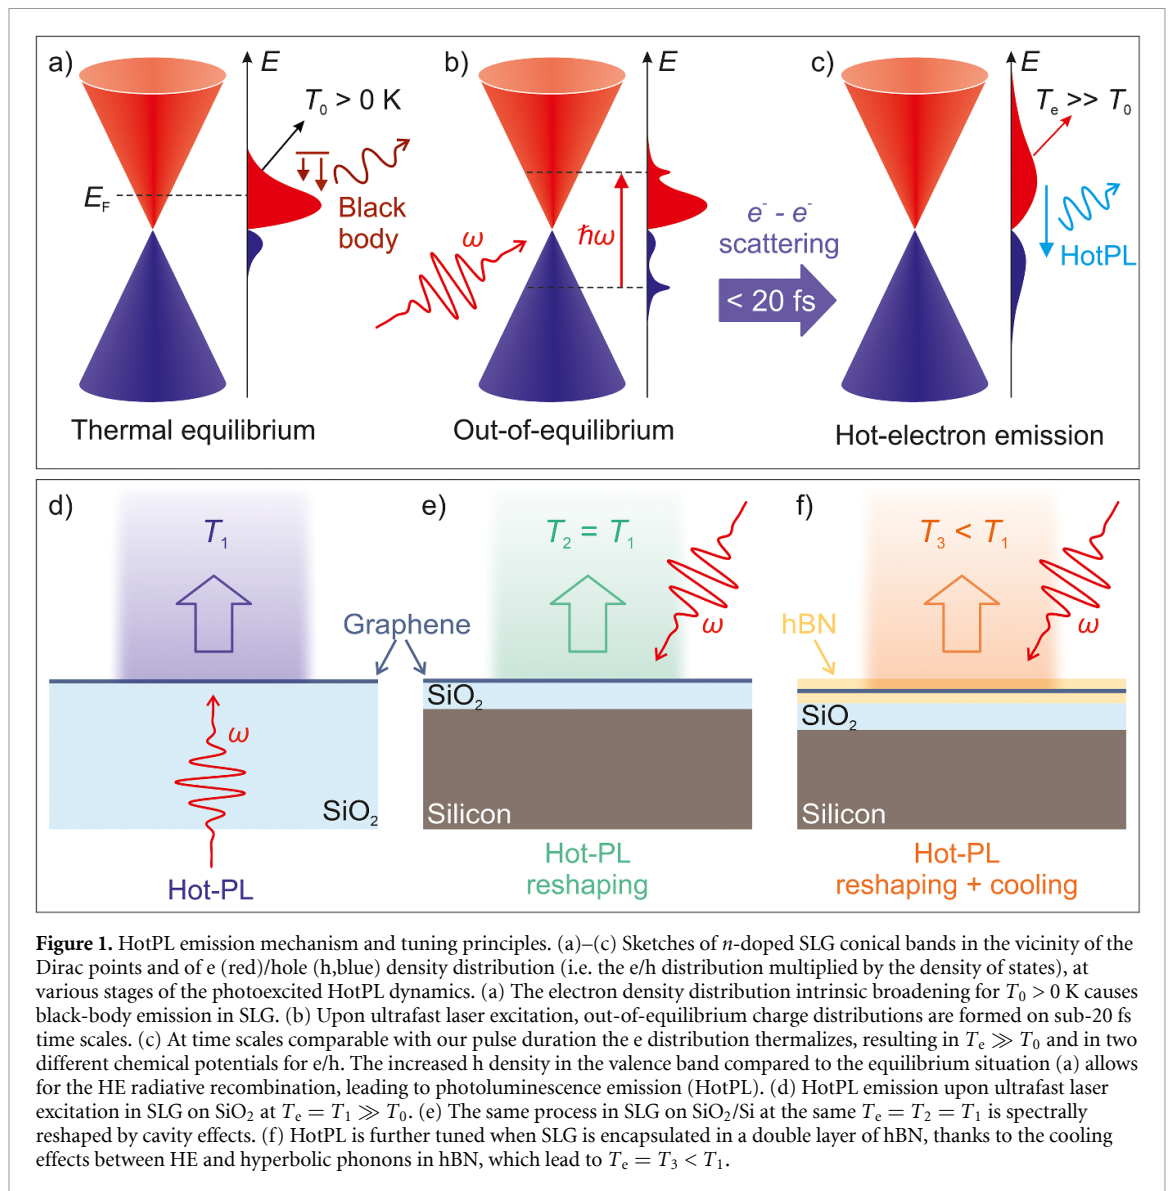 a)
E
T₀ > 0 K
E_F
Black
body
Thermal equilibrium
b)
E
ω
ħω
Out-of-equilibrium
e⁻ - e⁻
scattering
< 20 fs
c)
E
Tₑ >> T₀
HotPL
Hot-electron emission
d)
T₁
Graphene
ω
SiO₂
Hot-PL
e)
T₂ = T₁
ω
SiO₂
Silicon
Hot-PL
reshaping
f)
T₃ < T₁
hBN
ω
SiO₂
Silicon
Hot-PL
reshaping + cooling
Figure 1. HotPL emission mechanism and tuning principles. (a)–(c) Sketches of n-doped SLG conical bands in the vicinity of the
Dirac points and of e (red)/hole (h,blue) density distribution (i.e. the e/h distribution multiplied by the density of states), at
various stages of the photoexcited HotPL dynamics. (a) The electron density distribution intrinsic broadening for T₀ > 0 K causes
black-body emission in SLG. (b) Upon ultrafast laser excitation, out-of-equilibrium charge distributions are formed on sub-20 fs
time scales. (c) At time scales comparable with our pulse duration the e distribution thermalizes, resulting in Tₑ ≫ T₀ and in two
different chemical potentials for e/h. The increased h density in the valence band compared to the equilibrium situation (a) allows
for the HE radiative recombination, leading to photoluminescence emission (HotPL). (d) HotPL emission upon ultrafast laser
excitation in SLG on SiO₂ at Tₑ = T₁ ≫ T₀. (e) The same process in SLG on SiO₂/Si at the same Tₑ = T₂ = T₁ is spectrally
reshaped by cavity effects. (f) HotPL is further tuned when SLG is encapsulated in a double layer of hBN, thanks to the cooling
effects between HE and hyperbolic phonons in hBN, which lead to Tₑ = T₃ < T₁.